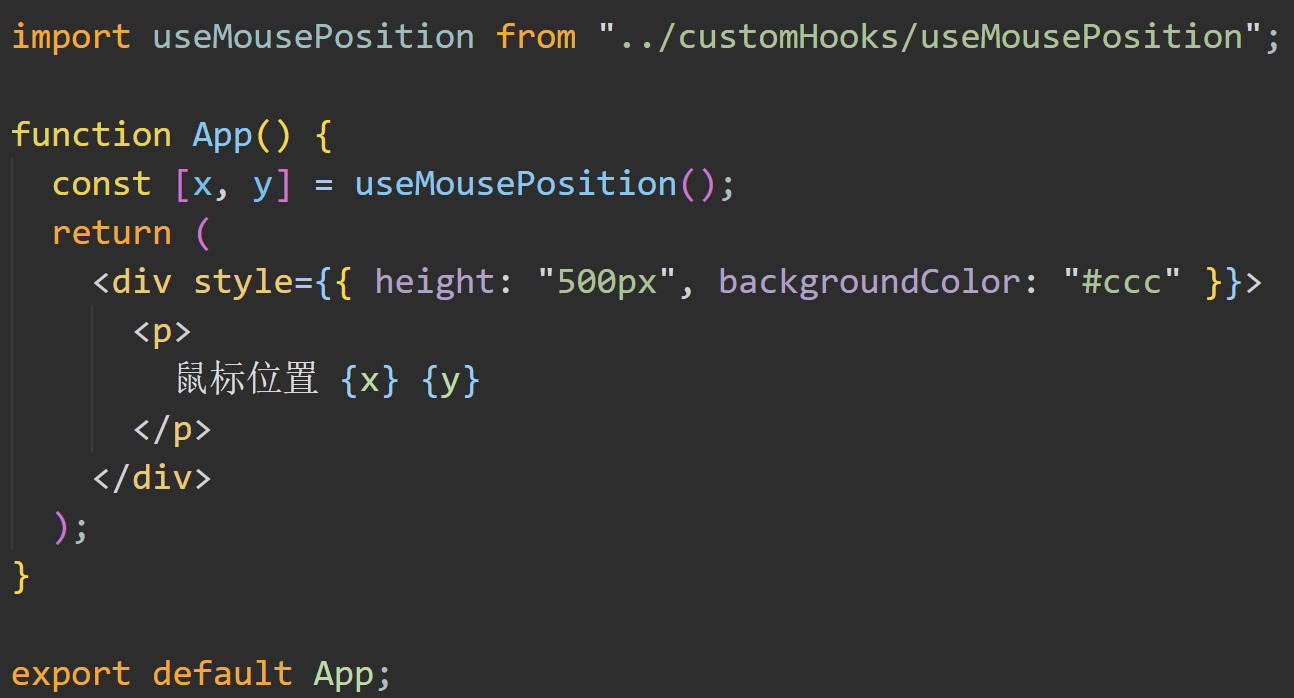 import useMousePosition from "../customHooks/useMousePosition";
function App() {
const [x, y] = useMousePosition();
return (
<div style={{ height: "500px", backgroundColor: "#ccc" }}>
<p>
鼠标位置 {x} {y}
</p>
</div>
);
}
export default App;